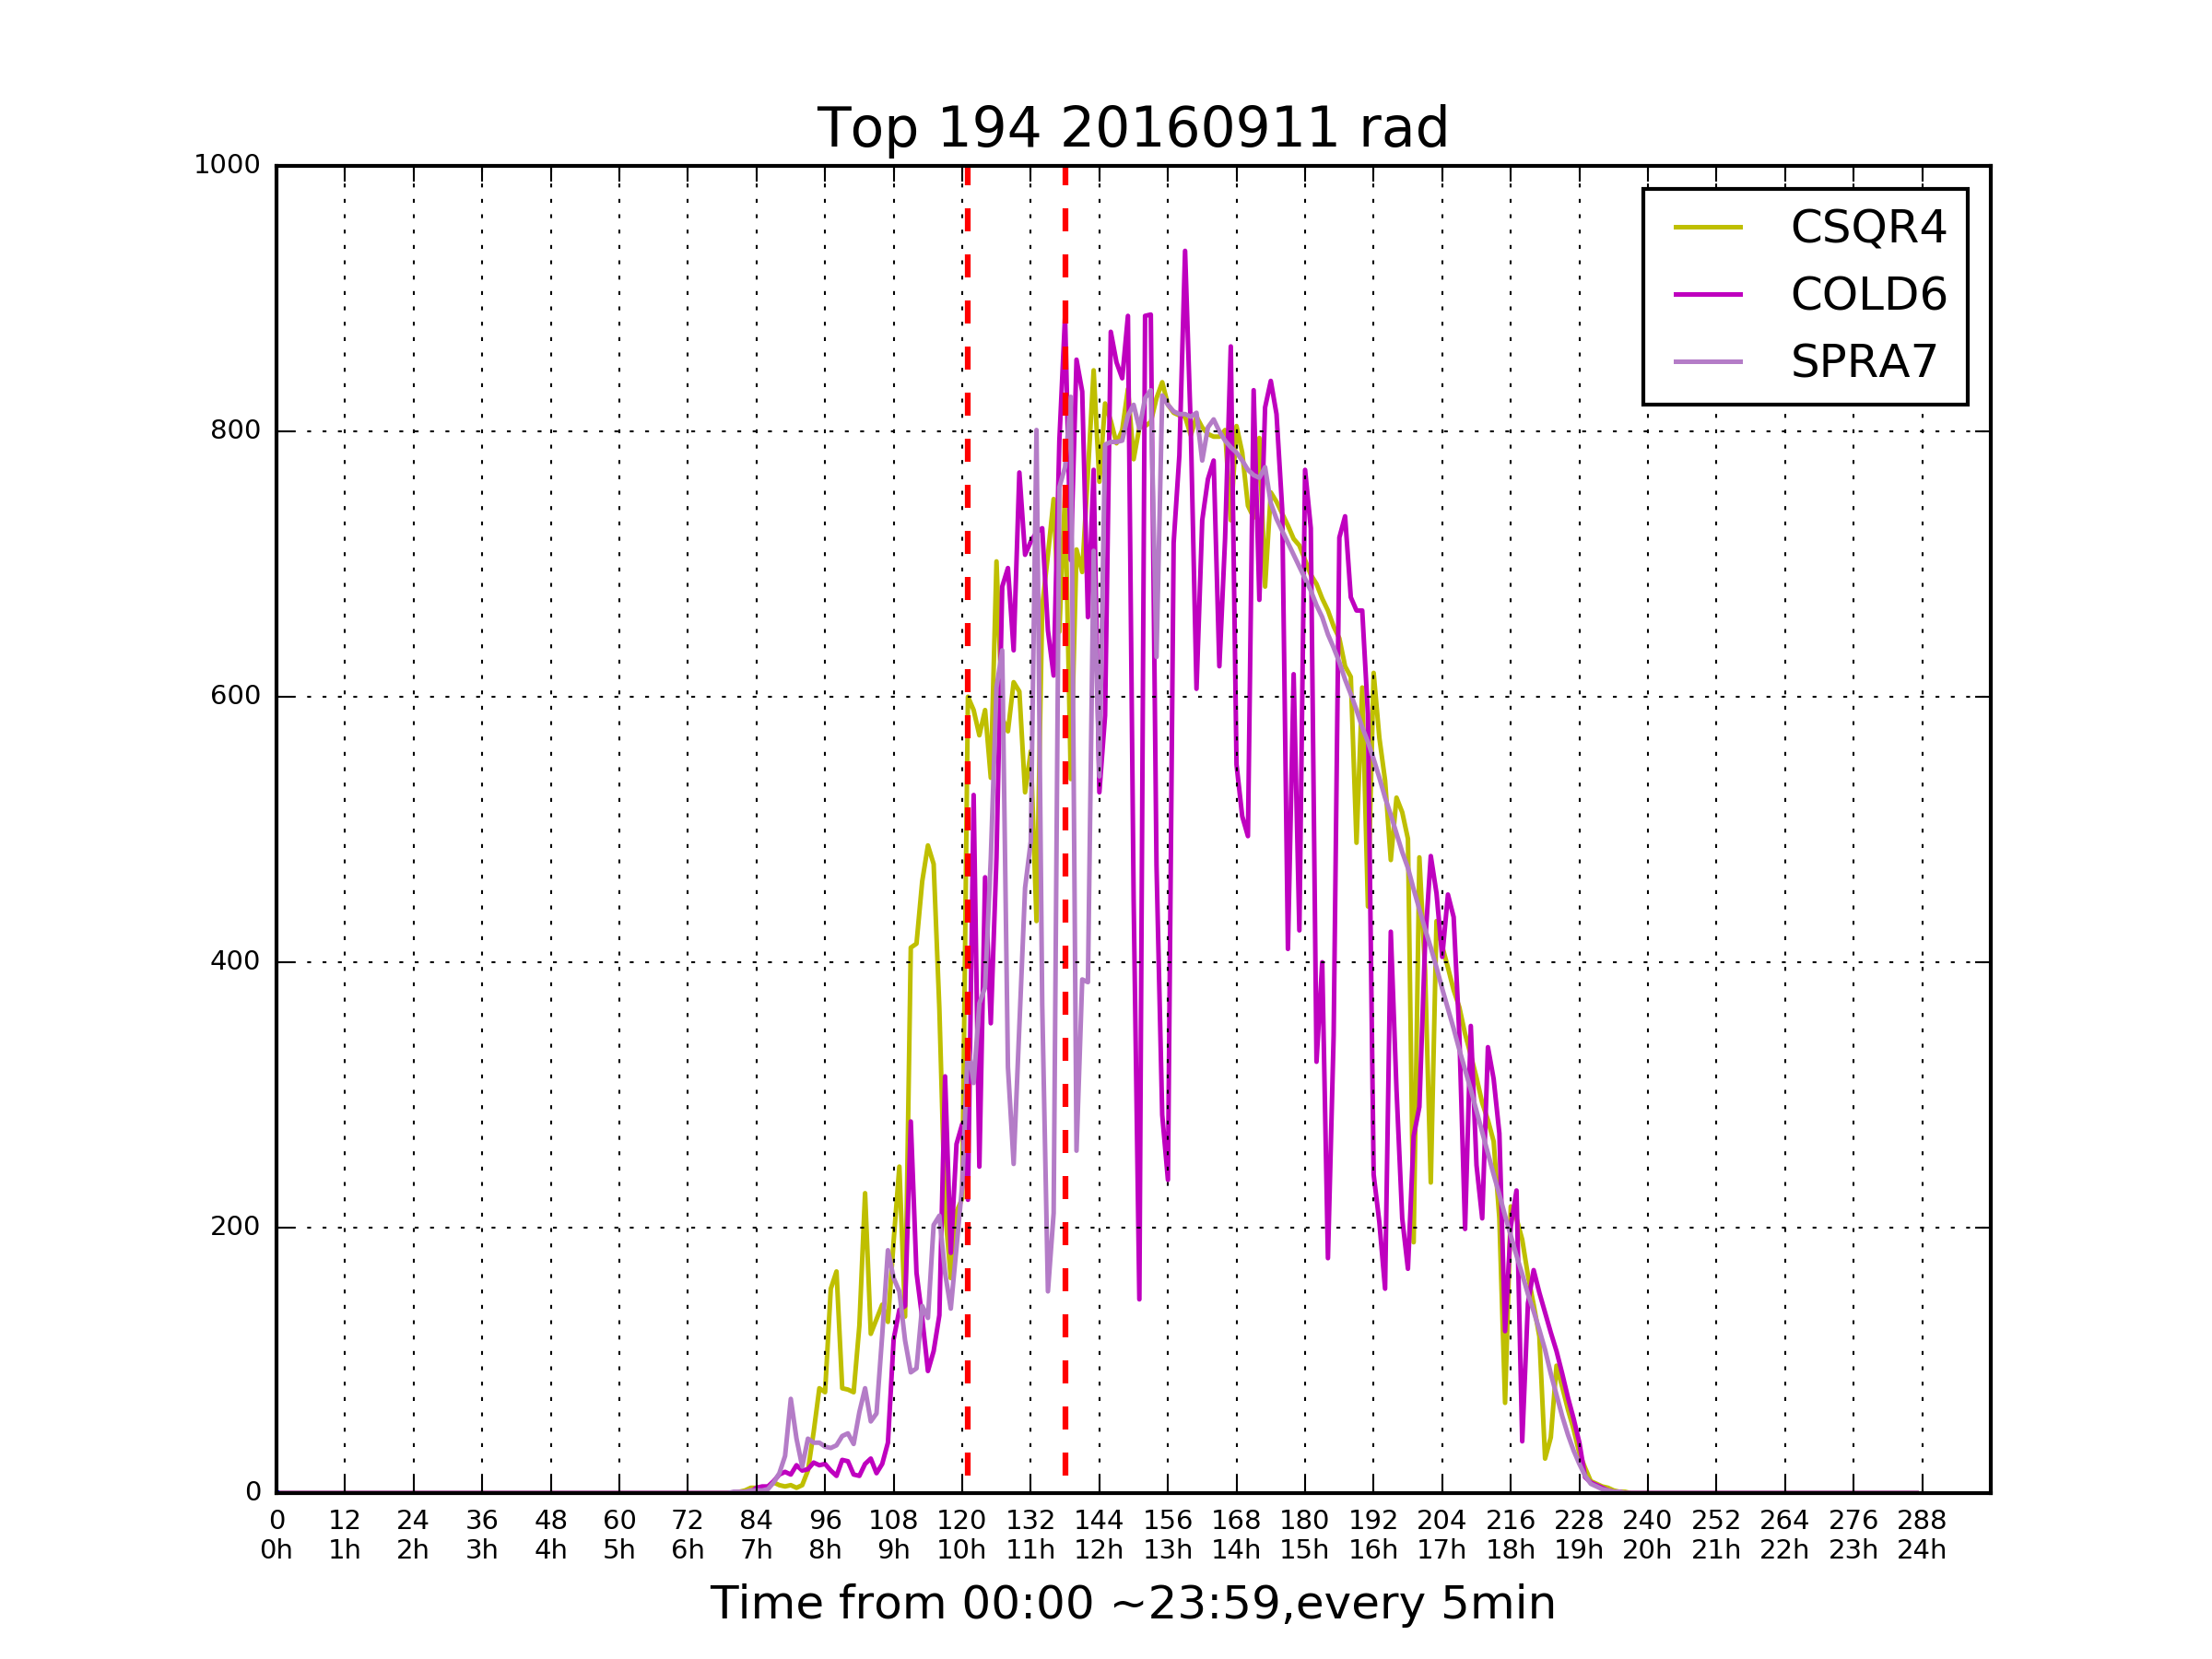 Top 194 20160911 rad
1000
800
600
400
200
0
CSQR4
COLD6
SPRA7
0 12 24 36 48 60 72 84 96 108 120 132 144 156 168 180 192 204 216 228 240 252 264 276 288
0h 1h 2h 3h 4h 5h 6h 7h 8h 9h 10h 11h 12h 13h 14h 15h 16h 17h 18h 19h 20h 21h 22h 23h 24h
Time from 00:00 ~23:59,every 5min